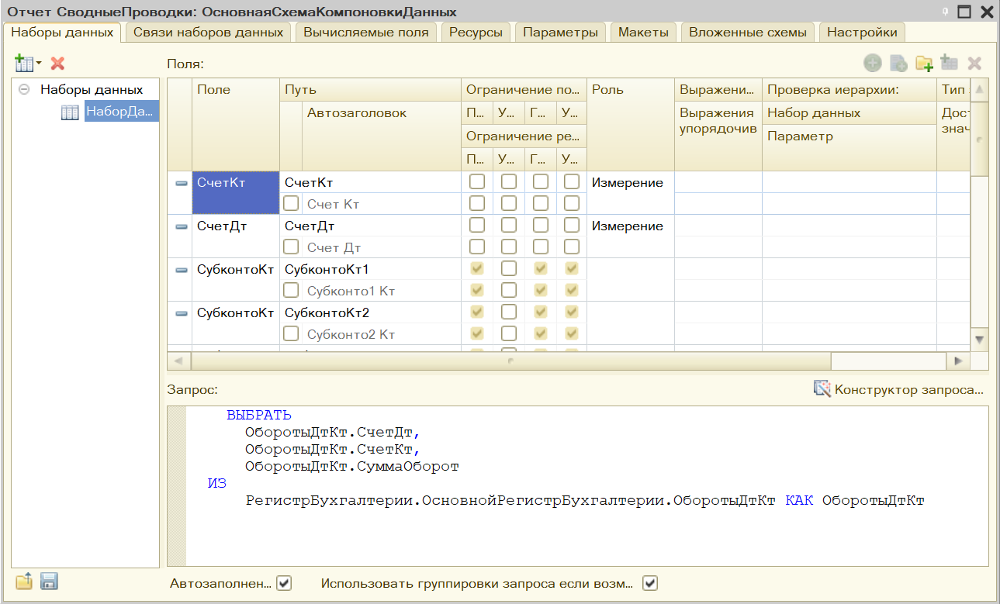 Отчет СводныеПроводки: ОсновнаяСхемаКомпоновкиДанных
Наборы данных Связи наборов данных Вычисляемые поля Ресурсы Параметры Макеты Вложенные схемы Настройки
Поля:
Наборы данных
НаборДа...
Поле Путь Ограничение по... Роль Выражени... Проверка иерархии: Тип
Автозаголовок П... У... Г... У... Выражения упорядочив Набор данных Дос знач
Ограничение ре... Параметр
П... У... Г... У...
СчетКт СчетКт Измерение
Счет Кт
СчетДт СчетДт Измерение
Счет Дт
СубконтоКт СубконтоКт1
Субконто1 Кт
СубконтоКт СубконтоКт2
Субконто2 Кт
Запрос: Конструктор запроса...
ВЫБРАТЬ
ОборотыДтКт.СчетДт,
ОборотыДтКт.СчетКт,
ОборотыДтКт.СуммаОборот
ИЗ
РегистрБухгалтерии.ОсновнойРегистрБухгалтерии.ОборотыДтКт КАК ОборотыДтКт
Автозаполнен... Использовать группировки запроса если возм...